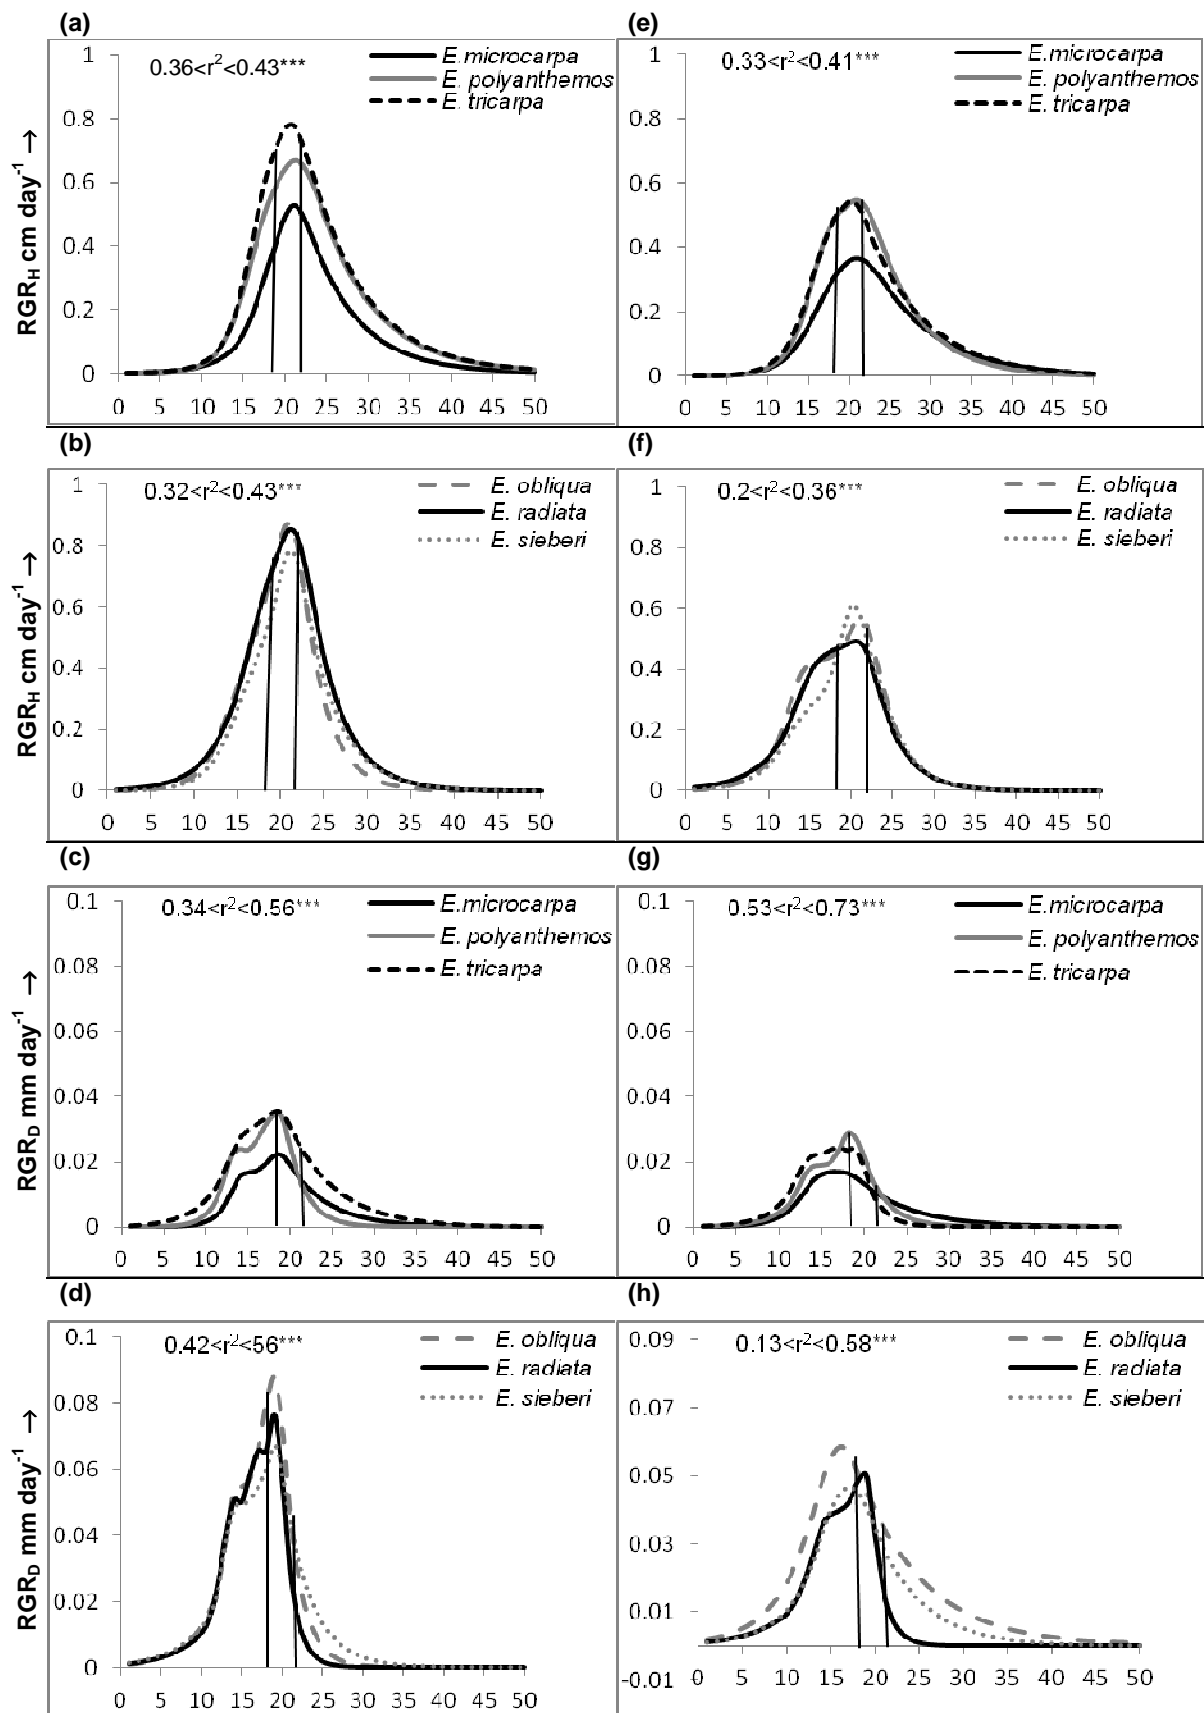 (a)
0.36<r²<0.43***
E.microcarpa
E. polyanthemos
E. tricarpa
RGR_H cm day⁻¹ →
1
0.8
0.6
0.4
0.2
0
0 5 10 15 20 25 30 35 40 45 50
(e)
0.33<r²<0.41***
E.microcarpa
E. polyanthemos
E. tricarpa
1
0.8
0.6
0.4
0.2
0
0 5 10 15 20 25 30 35 40 45 50
(b)
0.32<r²<0.43***
E. obliqua
E. radiata
E. sieberi
RGR_H cm day⁻¹ →
1
0.8
0.6
0.4
0.2
0
0 5 10 15 20 25 30 35 40 45 50
(f)
0.2<r²<0.36***
E. obliqua
E. radiata
E. sieberi
1
0.8
0.6
0.4
0.2
0
0 5 10 15 20 25 30 35 40 45 50
(c)
0.34<r²<0.56***
E.microcarpa
E. polyanthemos
E. tricarpa
RGR_D mm day⁻¹ →
0.1
0.08
0.06
0.04
0.02
0
0 5 10 15 20 25 30 35 40 45 50
(g)
0.53<r²<0.73***
E.microcarpa
E. polyanthemos
E. tricarpa
0.1
0.08
0.06
0.04
0.02
0
0 5 10 15 20 25 30 35 40 45 50
(d)
0.42<r²<56***
E. obliqua
E. radiata
E. sieberi
RGR_D mm day⁻¹ →
0.1
0.08
0.06
0.04
0.02
0
0 5 10 15 20 25 30 35 40 45 50
(h)
0.13<r²<0.58***
E. obliqua
E. radiata
E. sieberi
0.09
0.07
0.05
0.03
0.01
-0.01
0 5 10 15 20 25 30 35 40 45 50